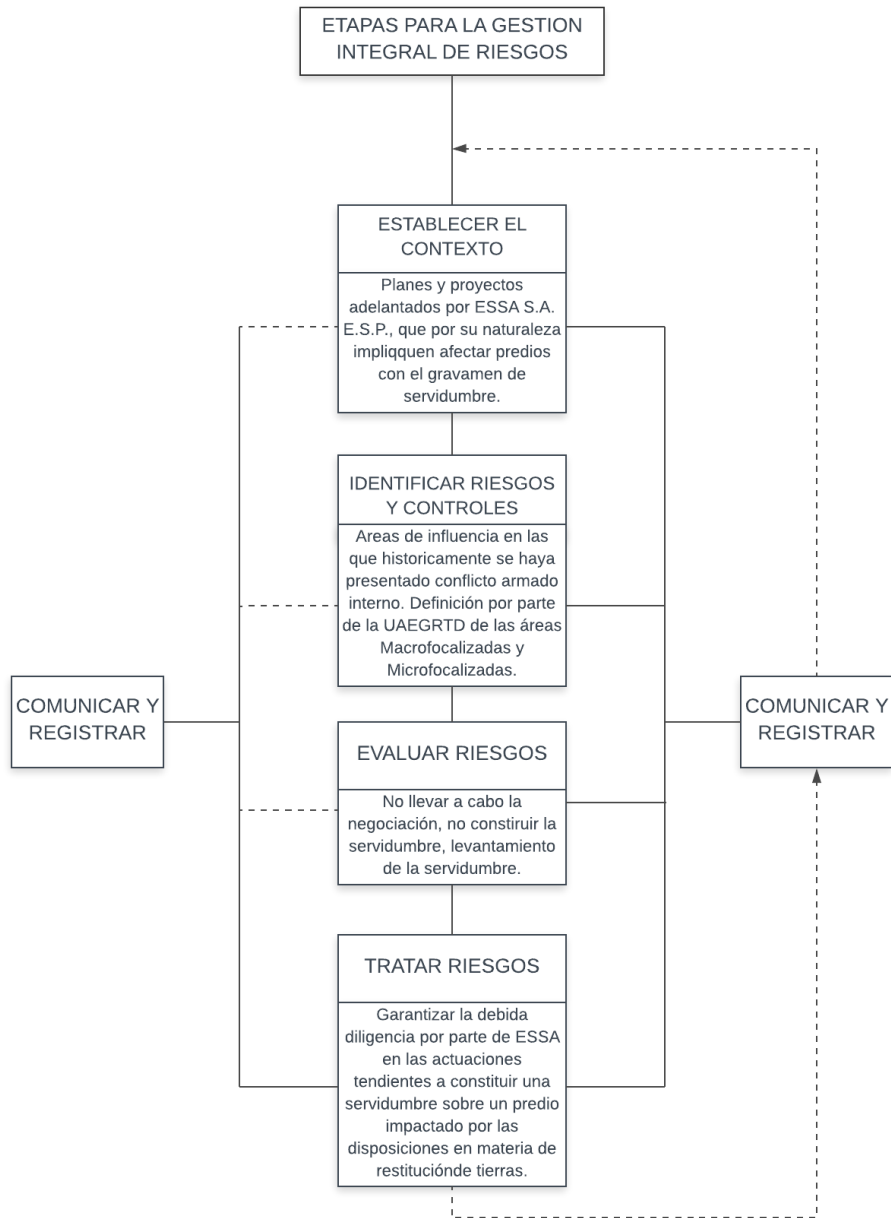 ETAPAS PARA LA GESTION
INTEGRAL DE RIESGOS
ESTABLECER EL
CONTEXTO
Planes y proyectos
adelantados por ESSA S.A.
E.S.P., que por su naturaleza
impliqquen afectar predios
con el gravamen de
servidumbre.
IDENTIFICAR RIESGOS
Y CONTROLES
Areas de influencia en las
que historicamente se haya
presentado conflicto armado
interno. Definición por parte
de la UAEGRTD de las áreas
Macrofocalizadas y
Microfocalizadas.
COMUNICAR Y
REGISTRAR
COMUNICAR Y
REGISTRAR
EVALUAR RIESGOS
No llevar a cabo la
negociación, no constiruir la
servidumbre, levantamiento
de la servidumbre.
TRATAR RIESGOS
Garantizar la debida
diligencia por parte de ESSA
en las actuaciones
tendientes a constituir una
servidumbre sobre un predio
impactado por las
disposiciones en materia de
restituciónde tierras.